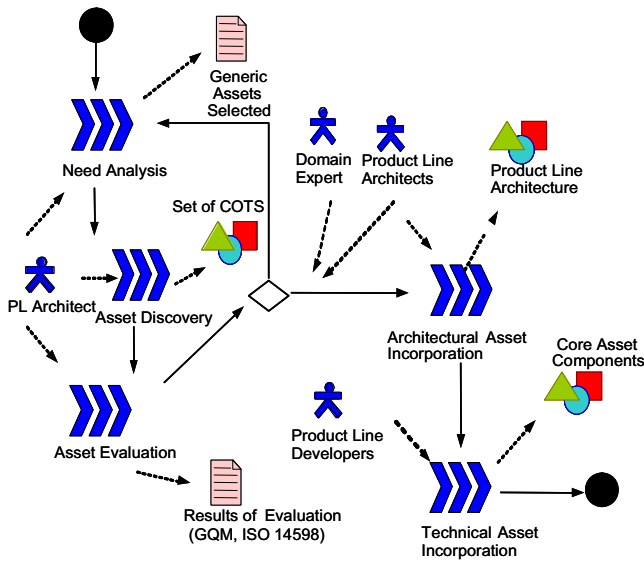 Generic
Assets
Selected
Need Analysis
Domain
Expert
Product Line
Architects
Product Line
Architecture
Set of COTS
PL Architect
Asset Discovery
Architectural Asset
Incorporation
Core Asset
Components
Asset Evaluation
Product Line
Developers
Results of Evaluation
(GQM, ISO 14598)
Technical Asset
Incorporation